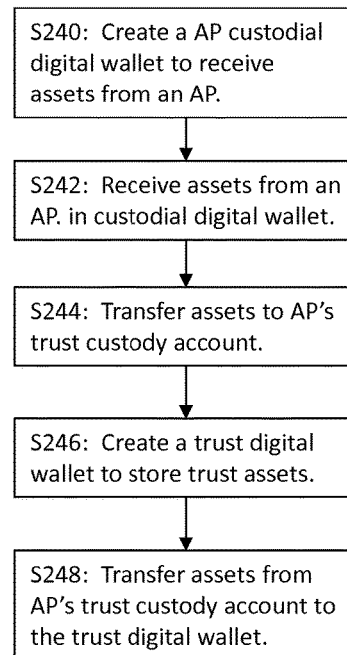 S240:  Create a AP custodial
digital wallet to receive
assets from an AP.
S242:  Receive assets from an
AP. in custodial digital wallet.
S244:  Transfer assets to AP’s
trust custody account.
S246:  Create a trust digital
wallet to store trust assets.
S248:  Transfer assets from
AP’s trust custody account to
the trust digital wallet.